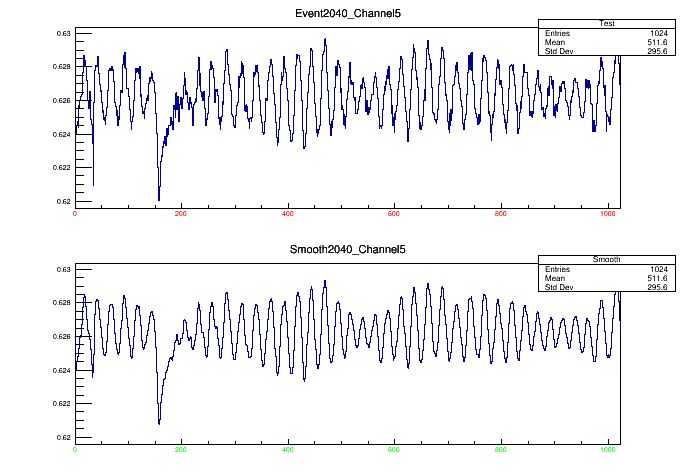 Event2040_Channel5
Test
Entries 1024
Mean 511.6
Std Dev 295.6
0.63
0.628
0.626
0.624
0.622
0.62
0 200 400 600 800 1000
Smooth2040_Channel5
Smooth
Entries 1024
Mean 511.6
Std Dev 295.6
0.63
0.628
0.626
0.624
0.622
0.62
0 200 400 600 800 1000